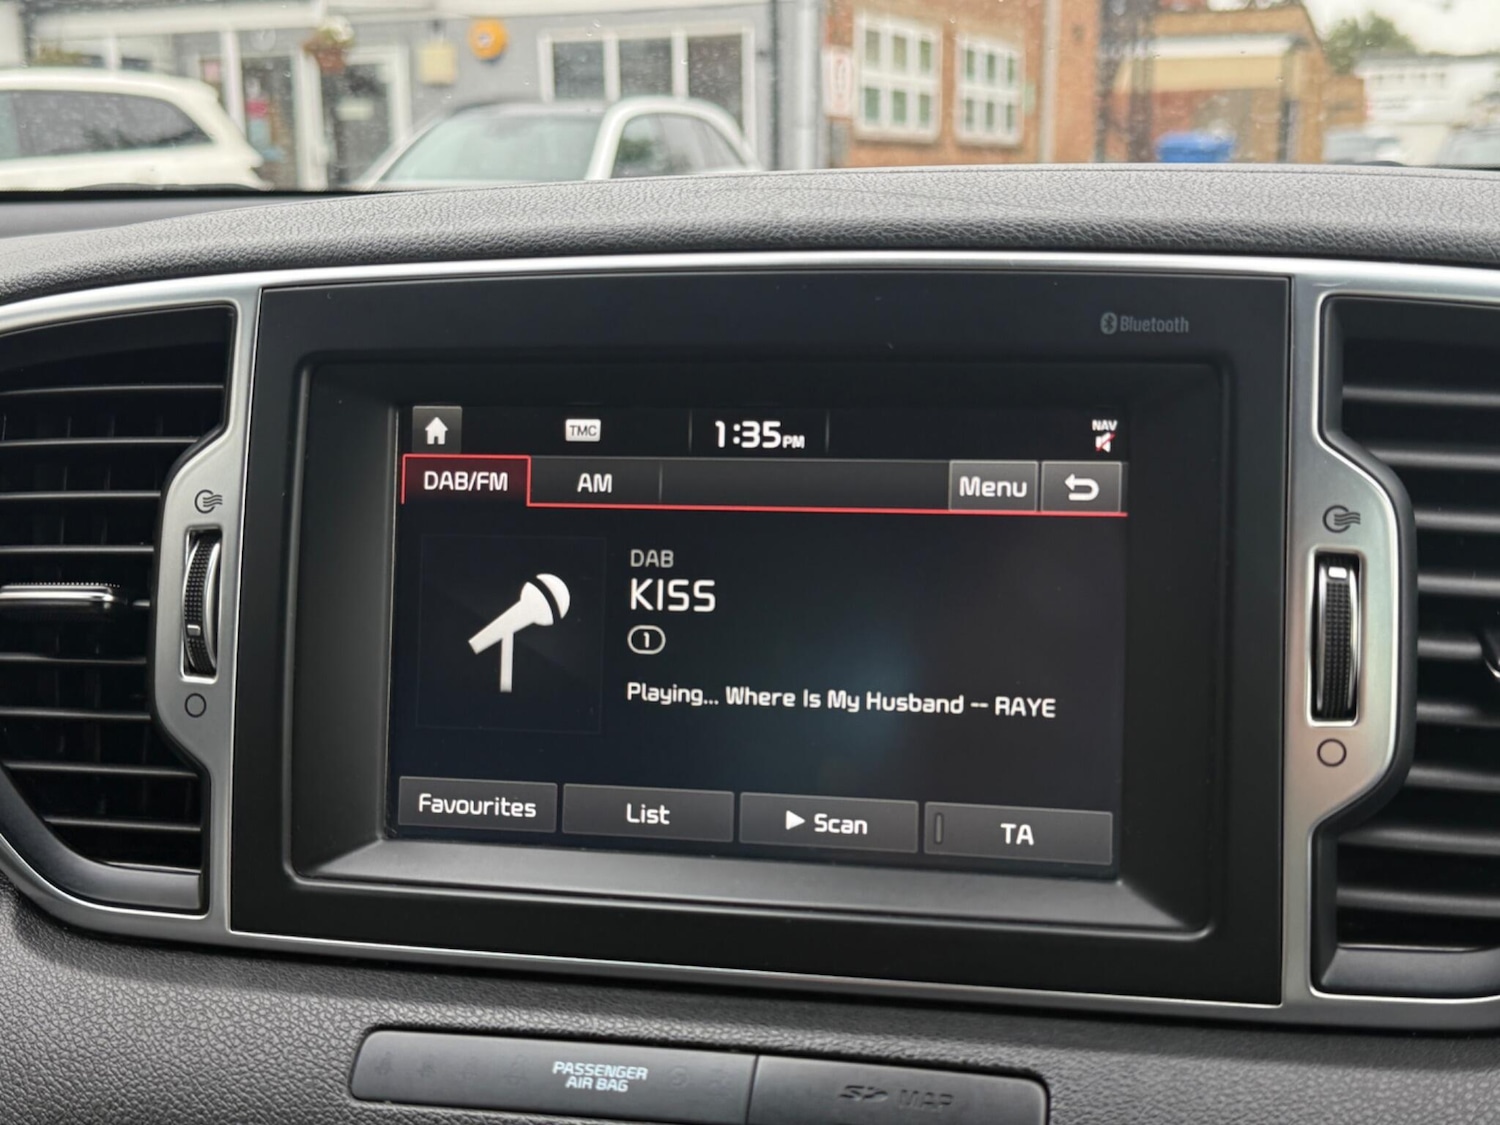 Bluetooth
TMC
1:35PM
NAV
DAB/FM
AM
Menu
DAB
KISS
1
Playing... Where Is My Husband -- RAYE
Favourites
List
Scan
TA
PASSENGER
AIR BAG
SD MAP